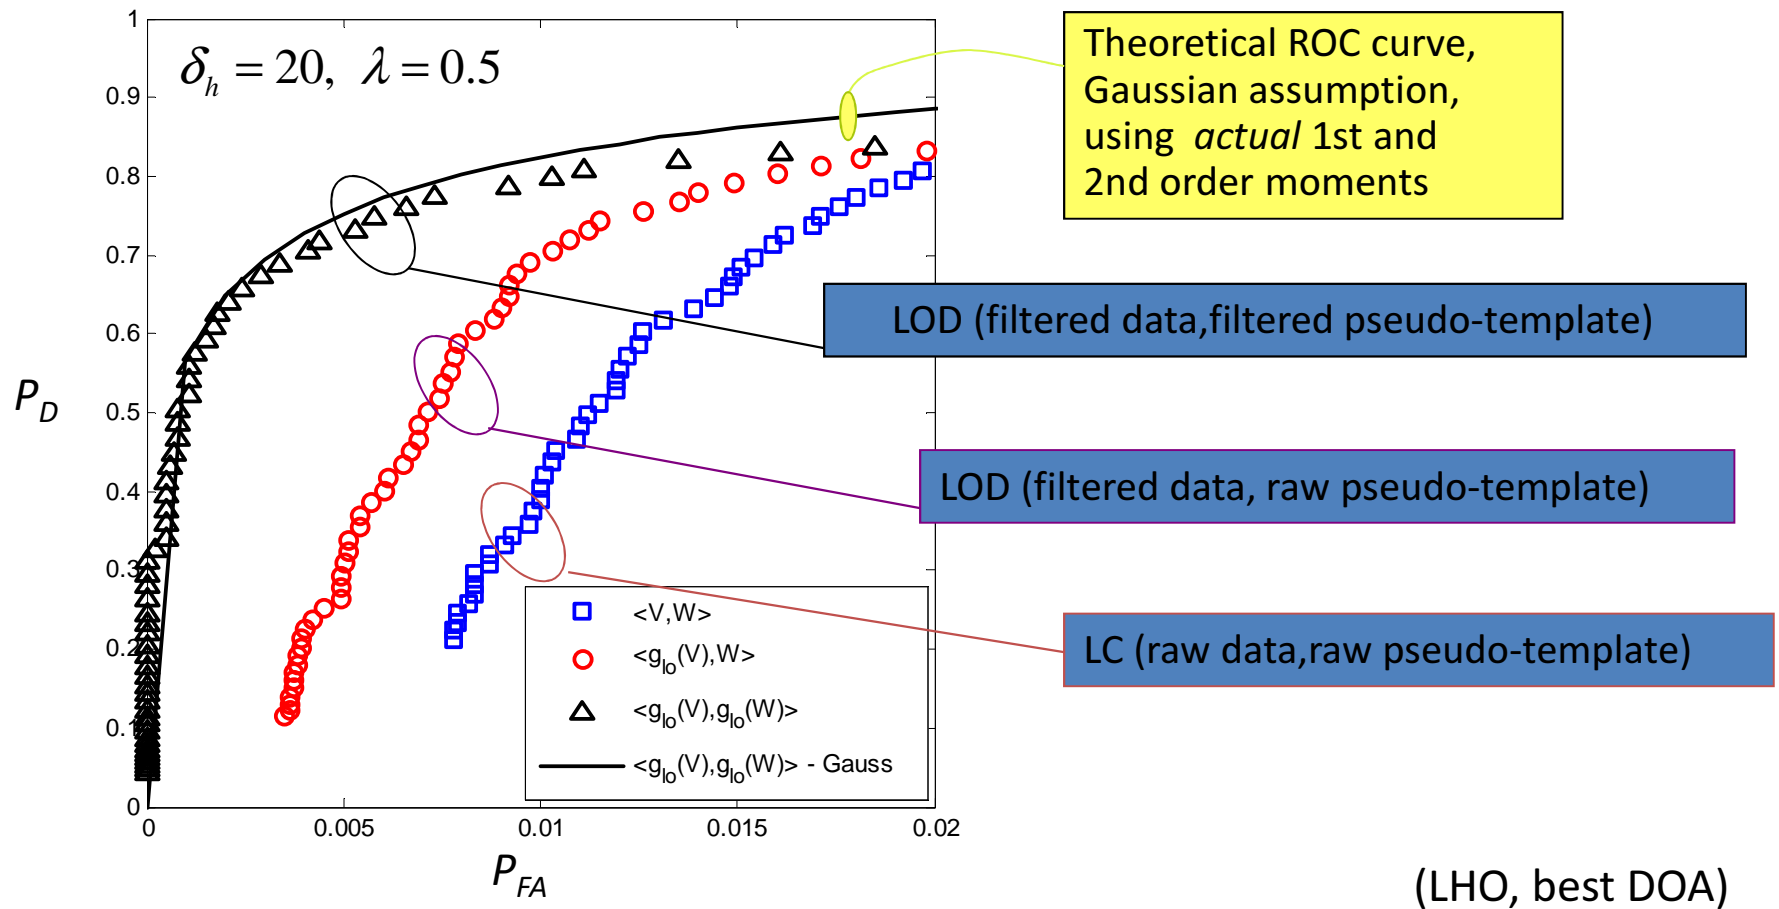 δh = 20, λ = 0.5
1
0.9
0.8
0.7
0.6
0.5
0.4
0.3
0.2
0.1
0
0 0.005 0.01 0.015 0.02
PD
PFA
<V,W>
<glo(V),W>
<glo(V),glo(W)>
<glo(V),glo(W)> - Gauss
Theoretical ROC curve,
Gaussian assumption,
using actual 1st and
2nd order moments
LOD (filtered data,filtered pseudo-template)
LOD (filtered data, raw pseudo-template)
LC (raw data,raw pseudo-template)
(LHO, best DOA)